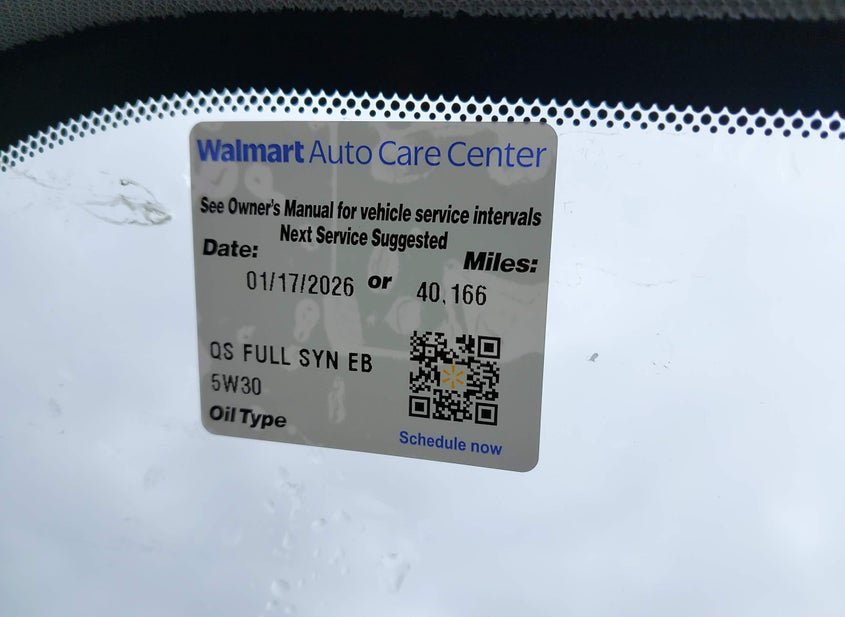 Walmart Auto Care Center
See Owner's Manual for vehicle service intervals
Next Service Suggested
Date: Miles:
01/17/2026 or 40,166
QS FULL SYN EB
5W30
Oil Type
Schedule now